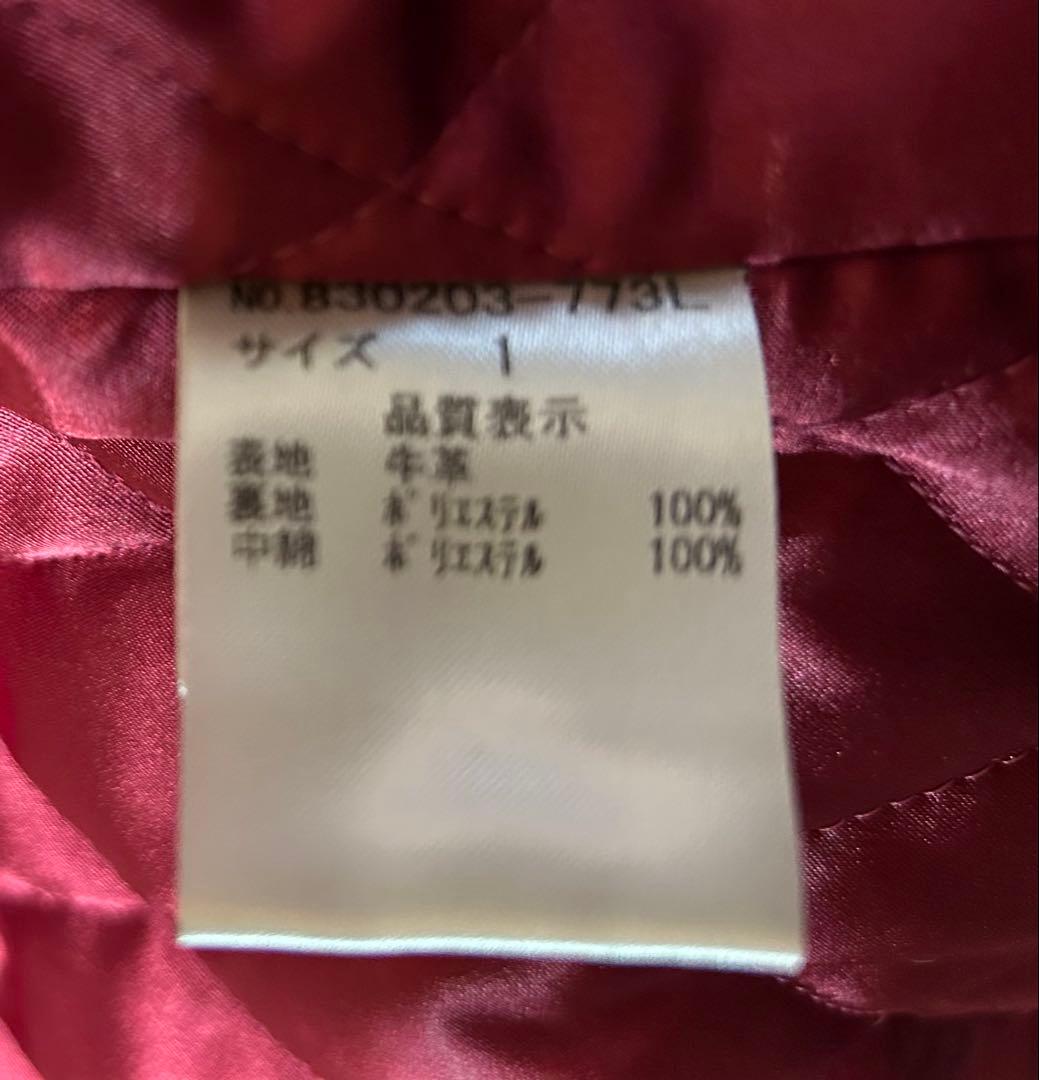 NO.830203-773L
サイズ 1
品質表示
表地 牛革
裏地 ポリエステル 100%
中綿 ポリエステル 100%